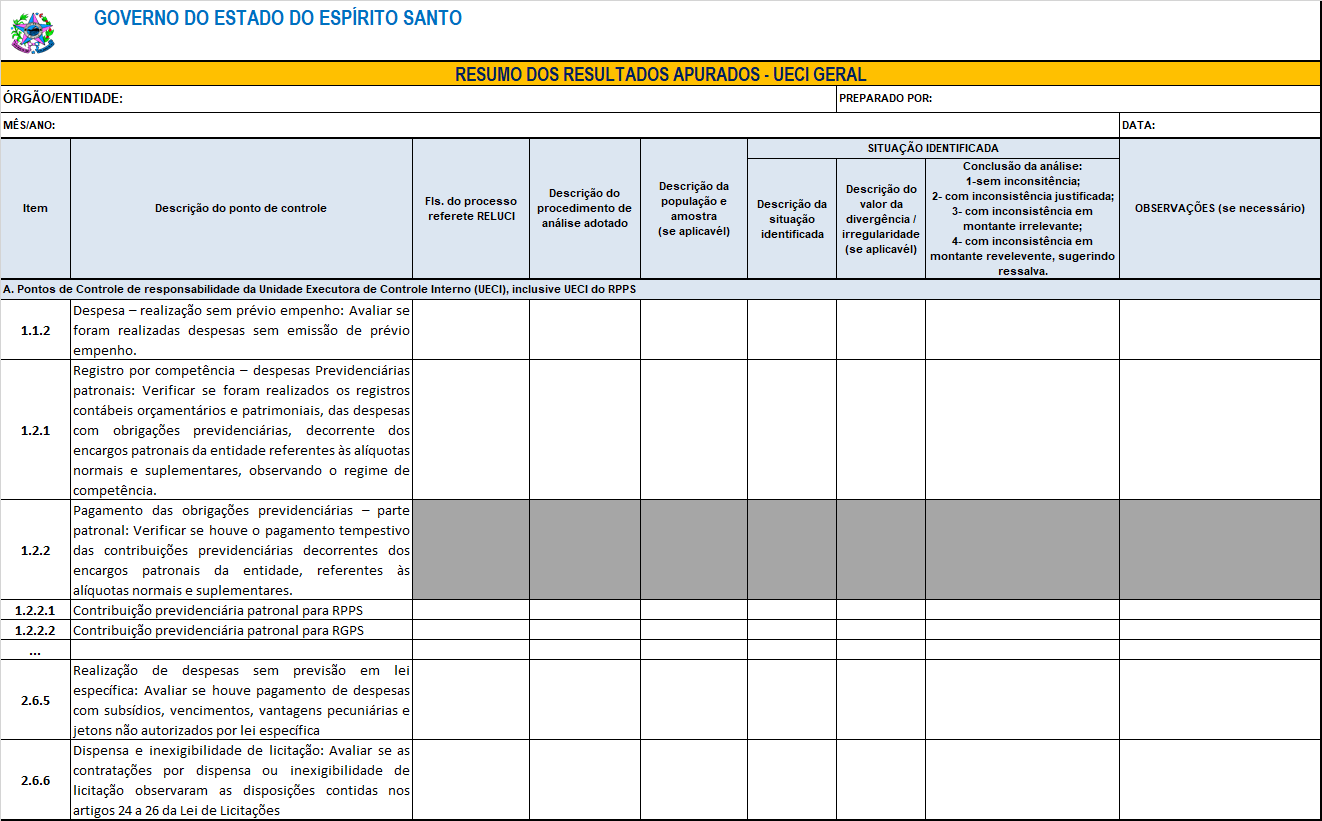 GOVERNO DO ESTADO DO ESPÍRITO SANTO
RESUMO DOS RESULTADOS APURADOS - UECI GERAL
ÓRGÃO/ENTIDADE:
PREPARADO POR:
MÊS/ANO:
DATA:
Item
Descrição do ponto de controle
Fls. do processo
referete RELUCI
Descrição do
procedimento de
análise adotado
Descrição da
população e
amostra
(se aplicavél)
SITUAÇÃO IDENTIFICADA
Descrição da
situação
identificada
Descrição do
valor da
divergência /
irregularidade
(se aplicavél)
Conclusão da análise:
1-sem inconsitência;
2- com inconsistência justificada;
3- com inconsistência em
montante irrelevante;
4- com inconsistência em
montante revelevente, sugerindo
ressalva.
OBSERVAÇÕES (se necessário)
A. Pontos de Controle de responsabilidade da Unidade Executora de Controle Interno (UECI), inclusive UECI do RPPS
1.1.2
Despesa – realização sem prévio empenho: Avaliar se
foram realizadas despesas sem emissão de prévio
empenho.
1.2.1
Registro por competência – despesas Previdenciárias
patronais: Verificar se foram realizados os registros
contábeis orçamentários e patrimoniais, das despesas
com obrigações previdenciárias, decorrente dos
encargos patronais da entidade referentes às alíquotas
normais e suplementares, observando o regime de
competência.
1.2.2
Pagamento das obrigações previdenciárias – parte
patronal: Verificar se houve o pagamento tempestivo
das contribuições previdenciárias decorrentes dos
encargos patronais da entidade, referentes às
alíquotas normais e suplementares.
1.2.2.1
Contribuição previdenciária patronal para RPPS
1.2.2.2
Contribuição previdenciária patronal para RGPS
...
2.6.5
Realização de despesas sem previsão em lei
específica: Avaliar se houve pagamento de despesas
com subsídios, vencimentos, vantagens pecuniárias e
jetons não autorizados por lei específica
2.6.6
Dispensa e inexigibilidade de licitação: Avaliar se as
contratações por dispensa ou inexigibilidade de
licitação observaram as disposições contidas nos
artigos 24 a 26 da Lei de Licitações